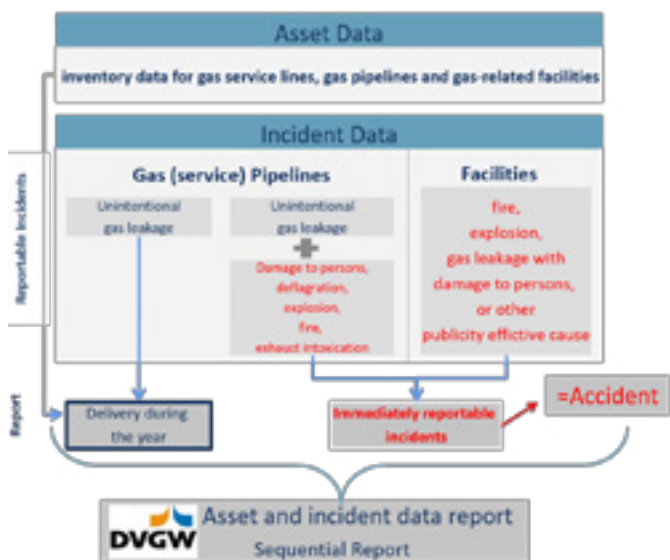 Asset Data
inventory data for gas service lines, gas pipelines and gas-related facilities
Incident Data
Reportable Incidents
Gas (service) Pipelines
Unintentional
gas leakage
Unintentional
gas leakage
Damage to persons,
deflagration,
explosion,
fire,
exhaust intoxication
Facilities
fire,
explosion,
gas leakage with
damage to persons,
or other
publicity effictive cause
Report
Delivery during
the year
Immediately reportable
incidents
=Accident
DVGW
Asset and incident data report
Sequential Report